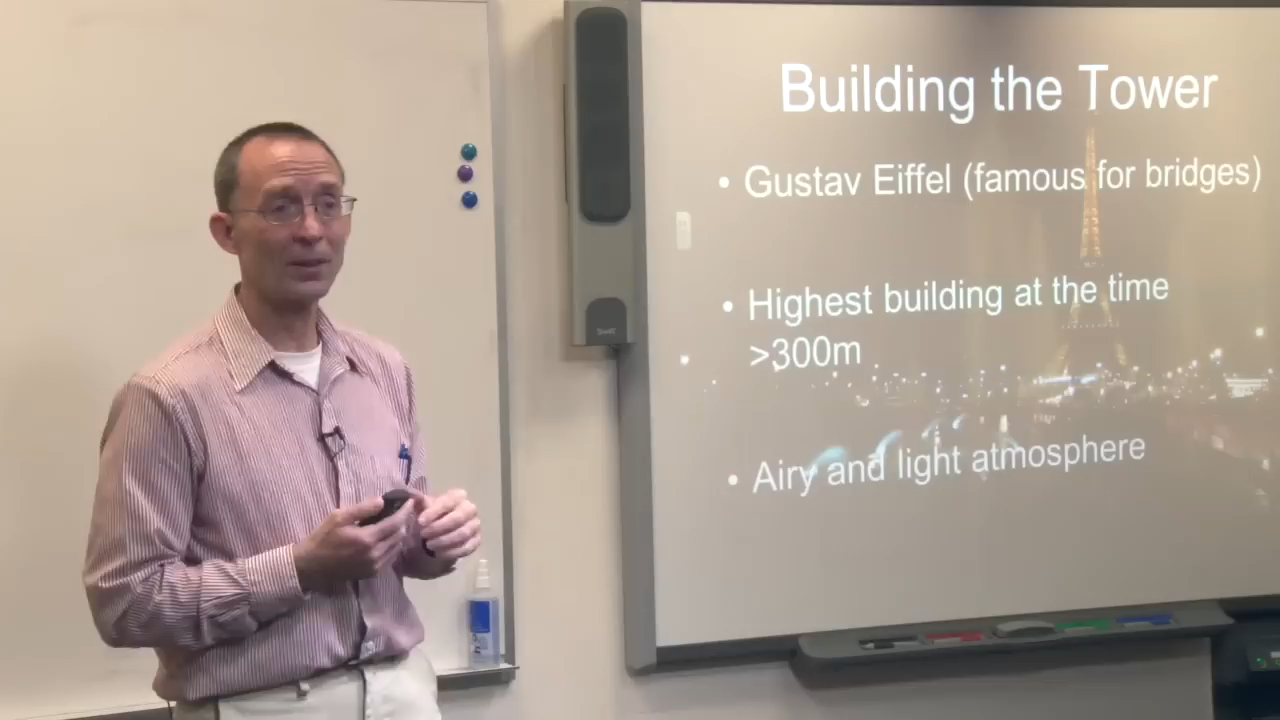 Building the Tower
• Gustav Eiffel (famous for bridges)
• Highest building at the time
>300m
• Airy and light atmosphere